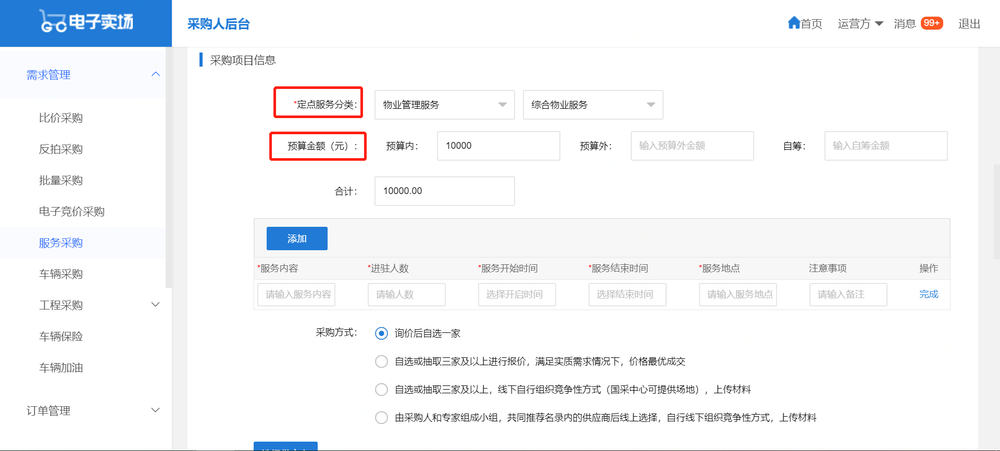 GC 电子卖场
采购人后台
首页 运营方 消息 99+ 退出
需求管理
比价采购
反拍采购
批量采购
电子竞价采购
服务采购
车辆采购
工程采购
车辆保险
车辆加油
订单管理
采购项目信息
*定点服务分类： 物业管理服务 综合物业服务
预算金额（元）： 预算内： 10000 预算外： 输入预算外金额 自筹： 输入自筹金额
合计： 10000.00
添加
*服务内容 *进驻人数 *服务开始时间 *服务结束时间 *服务地点 注意事项 操作
请输入服务内容 请输人数 选择开启时间 选择结束时间 请输入服务地点 请输入备注 完成
采购方式： 询价后自选一家
自选或抽取三家及以上进行报价，满足实质需求情况下，价格最优成交
自选或抽取三家及以上，线下自行组织竞争性方式（国采中心可提供场地），上传材料
由采购人和专家组成小组，共同推荐名录内的供应商后线上选择，自行线下组织竞争性方式，上传材料